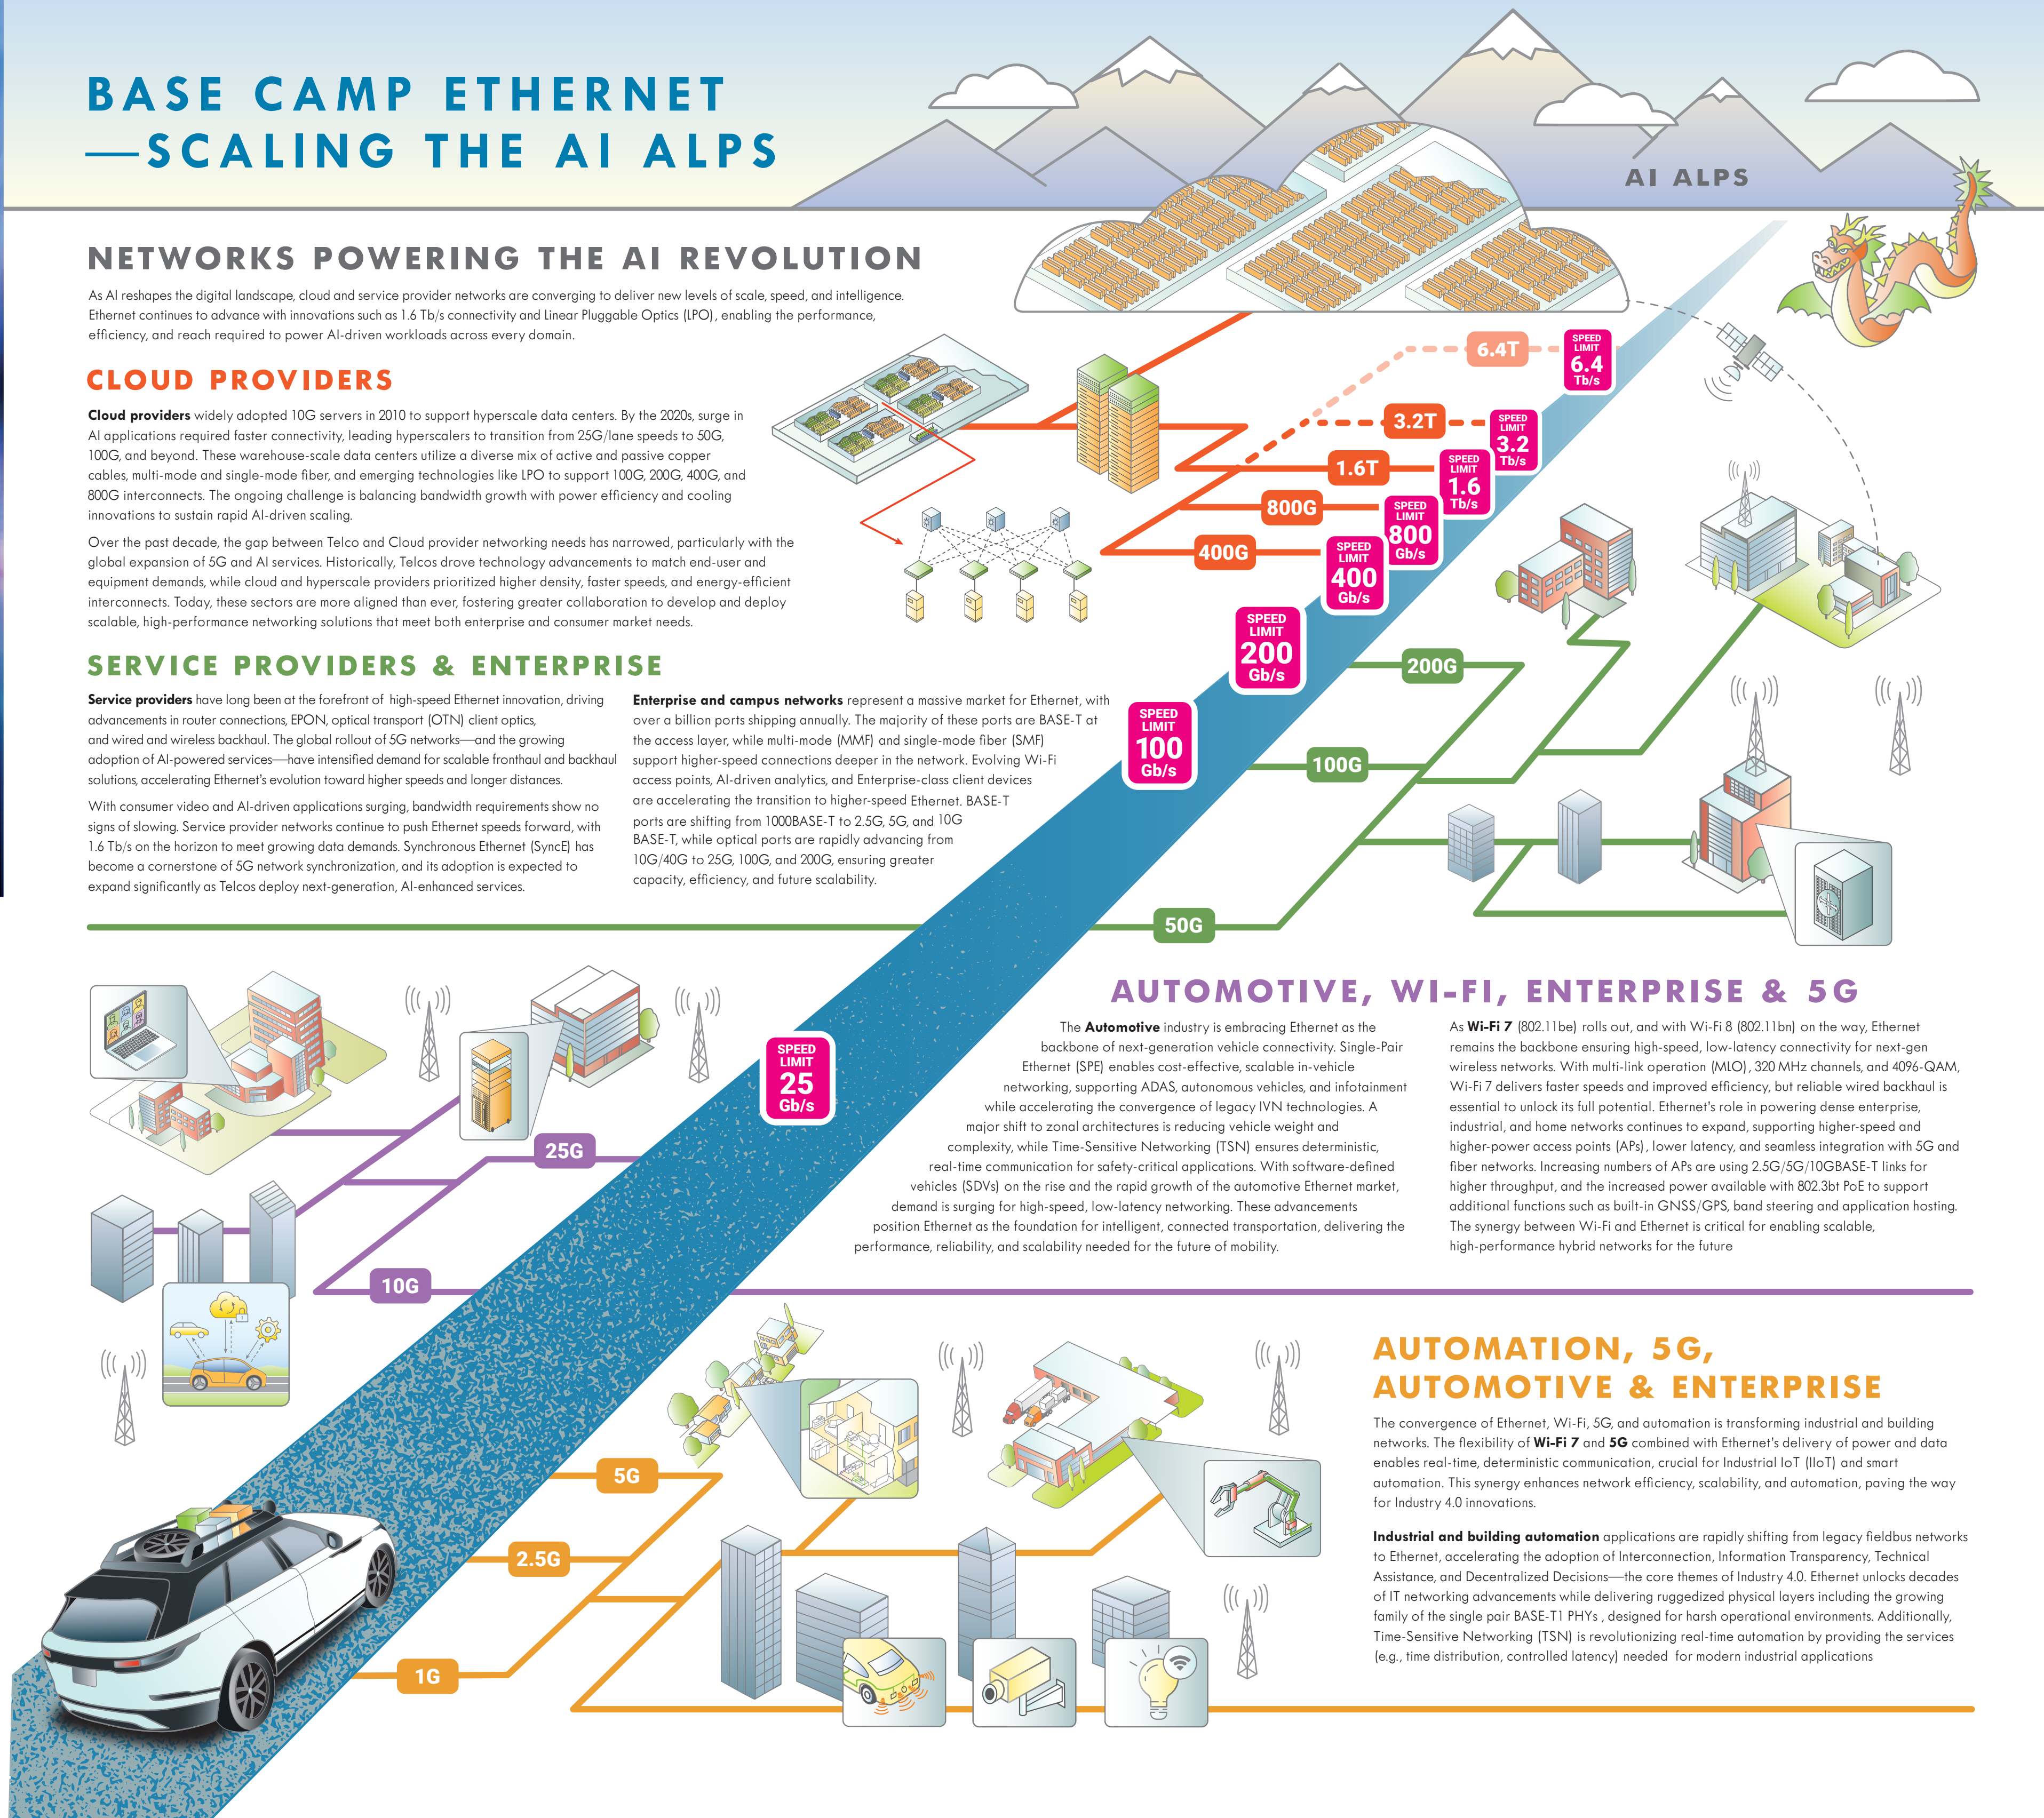 BASE CAMP ETHERNET
—SCALING THE AI ALPS
AI ALPS
NETWORKS POWERING THE AI REVOLUTION
As AI reshapes the digital landscape, cloud and service provider networks are converging to deliver new levels of scale, speed, and intelligence.
Ethernet continues to advance with innovations such as 1.6 Tb/s connectivity and Linear Pluggable Optics (LPO), enabling the performance,
efficiency, and reach required to power AI-driven workloads across every domain.
CLOUD PROVIDERS
Cloud providers widely adopted 10G servers in 2010 to support hyperscale data centers. By the 2020s, surge in
AI applications required faster connectivity, leading hyperscalers to transition from 25G/lane speeds to 50G,
100G, and beyond. These warehouse-scale data centers utilize a diverse mix of active and passive copper
cables, multi-mode and single-mode fiber, and emerging technologies like LPO to support 100G, 200G, 400G, and
800G interconnects. The ongoing challenge is balancing bandwidth growth with power efficiency and cooling
innovations to sustain rapid AI-driven scaling.
Over the past decade, the gap between Telco and Cloud provider networking needs has narrowed, particularly with the
global expansion of 5G and AI services. Historically, Telcos drove technology advancements to match end-user and
equipment demands, while cloud and hyperscale providers prioritized higher density, faster speeds, and energy-efficient
interconnects. Today, these sectors are more aligned than ever, fostering greater collaboration to develop and deploy
scalable, high-performance networking solutions that meet both enterprise and consumer market needs.
6.4T
SPEED
LIMIT
6.4
Tb/s
3.2T
SPEED
LIMIT
3.2
Tb/s
1.6T
SPEED
LIMIT
1.6
Tb/s
800G
SPEED
LIMIT
800
Gb/s
400G
SPEED
LIMIT
400
Gb/s
SPEED
LIMIT
200
Gb/s
200G
SPEED
LIMIT
100
Gb/s
100G
SERVICE PROVIDERS & ENTERPRISE
Service providers have long been at the forefront of high-speed Ethernet innovation, driving
advancements in router connections, EPON, optical transport (OTN) client optics,
and wired and wireless backhaul. The global rollout of 5G networks—and the growing
adoption of AI-powered services—have intensified demand for scalable fronthaul and backhaul
solutions, accelerating Ethernet's evolution toward higher speeds and longer distances.
With consumer video and AI-driven applications surging, bandwidth requirements show no
signs of slowing. Service provider networks continue to push Ethernet speeds forward, with
1.6 Tb/s on the horizon to meet growing data demands. Synchronous Ethernet (SyncE) has
become a cornerstone of 5G network synchronization, and its adoption is expected to
expand significantly as Telcos deploy next-generation, AI-enhanced services.
Enterprise and campus networks represent a massive market for Ethernet, with
over a billion ports shipping annually. The majority of these ports are BASE-T at
the access layer, while multi-mode (MMF) and single-mode fiber (SMF)
support higher-speed connections deeper in the network. Evolving Wi-Fi
access points, AI-driven analytics, and Enterprise-class client devices
are accelerating the transition to higher-speed Ethernet. BASE-T
ports are shifting from 1000BASE-T to 2.5G, 5G, and 10G
BASE-T, while optical ports are rapidly advancing from
10G/40G to 25G, 100G, and 200G, ensuring greater
capacity, efficiency, and future scalability.
50G
AUTOMOTIVE, WI-FI, ENTERPRISE & 5G
The Automotive industry is embracing Ethernet as the
backbone of next-generation vehicle connectivity. Single-Pair
Ethernet (SPE) enables cost-effective, scalable in-vehicle
networking, supporting ADAS, autonomous vehicles, and infotainment
while accelerating the convergence of legacy IVN technologies. A
major shift to zonal architectures is reducing vehicle weight and
complexity, while Time-Sensitive Networking (TSN) ensures deterministic,
real-time communication for safety-critical applications. With software-defined
vehicles (SDVs) on the rise and the rapid growth of the automotive Ethernet market,
demand is surging for high-speed, low-latency networking. These advancements
position Ethernet as the foundation for intelligent, connected transportation, delivering the
performance, reliability, and scalability needed for the future of mobility.
As Wi-Fi 7 (802.11be) rolls out, and with Wi-Fi 8 (802.11bn) on the way, Ethernet
remains the backbone ensuring high-speed, low-latency connectivity for next-gen
wireless networks. With multi-link operation (MLO), 320 MHz channels, and 4096-QAM,
Wi-Fi 7 delivers faster speeds and improved efficiency, but reliable wired backhaul is
essential to unlock its full potential. Ethernet's role in powering dense enterprise,
industrial, and home networks continues to expand, supporting higher-speed and
higher-power access points (APs), lower latency, and seamless integration with 5G and
fiber networks. Increasing numbers of APs are using 2.5G/5G/10GBASE-T links for
higher throughput, and the increased power available with 802.3bt PoE to support
additional functions such as built-in GNSS/GPS, band steering and application hosting.
The synergy between Wi-Fi and Ethernet is critical for enabling scalable,
high-performance hybrid networks for the future
SPEED
LIMIT
25
Gb/s
25G
10G
AUTOMATION, 5G,
AUTOMOTIVE & ENTERPRISE
The convergence of Ethernet, Wi-Fi, 5G, and automation is transforming industrial and building
networks. The flexibility of Wi-Fi 7 and 5G combined with Ethernet's delivery of power and data
enables real-time, deterministic communication, crucial for Industrial IoT (IIoT) and smart
automation. This synergy enhances network efficiency, scalability, and automation, paving the way
for Industry 4.0 innovations.
Industrial and building automation applications are rapidly shifting from legacy fieldbus networks
to Ethernet, accelerating the adoption of Interconnection, Information Transparency, Technical
Assistance, and Decentralized Decisions—the core themes of Industry 4.0. Ethernet unlocks decades
of IT networking advancements while delivering ruggedized physical layers including the growing
family of the single pair BASE-T1 PHYs , designed for harsh operational environments. Additionally,
Time-Sensitive Networking (TSN) is revolutionizing real-time automation by providing the services
(e.g., time distribution, controlled latency) needed for modern industrial applications
5G
2.5G
1G